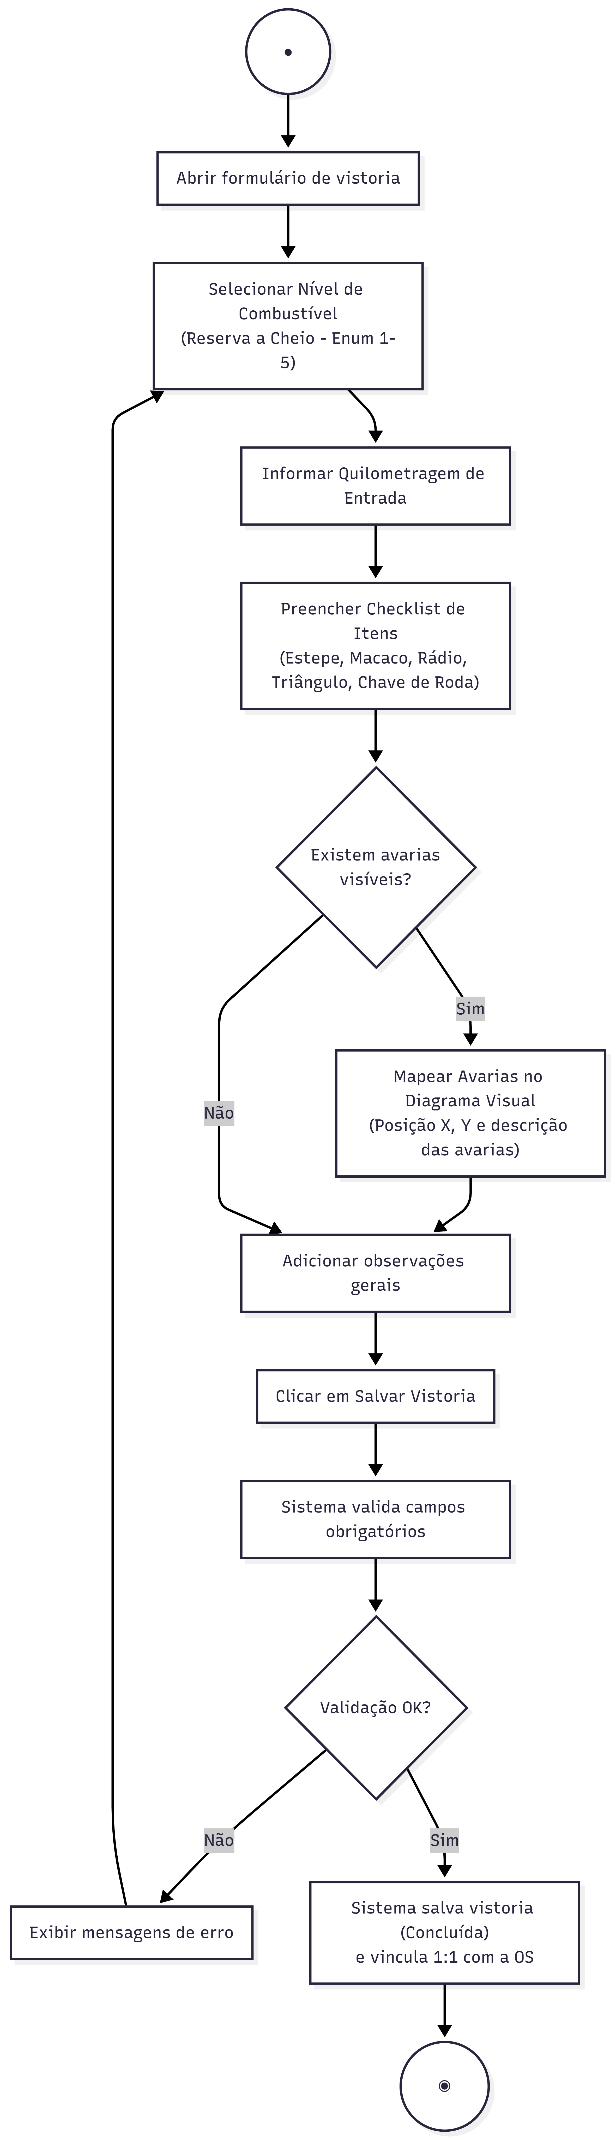 Abrir formulário de vistoria
Selecionar Nível de
Combustível
(Reserva a Cheio - Enum 1-
5)
Informar Quilometragem de
Entrada
Preencher Checklist de
Itens
(Estepe, Macaco, Rádio,
Triângulo, Chave de Roda)
Existem avarias
visíveis?
Sim
Mapear Avarias no
Diagrama Visual
(Posição X, Y e descrição
das avarias)
Não
Adicionar observações
gerais
Clicar em Salvar Vistoria
Sistema valida campos
obrigatórios
Validação OK?
Não
Sim
Exibir mensagens de erro
Sistema salva vistoria
(Concluída)
e vincula 1:1 com a OS